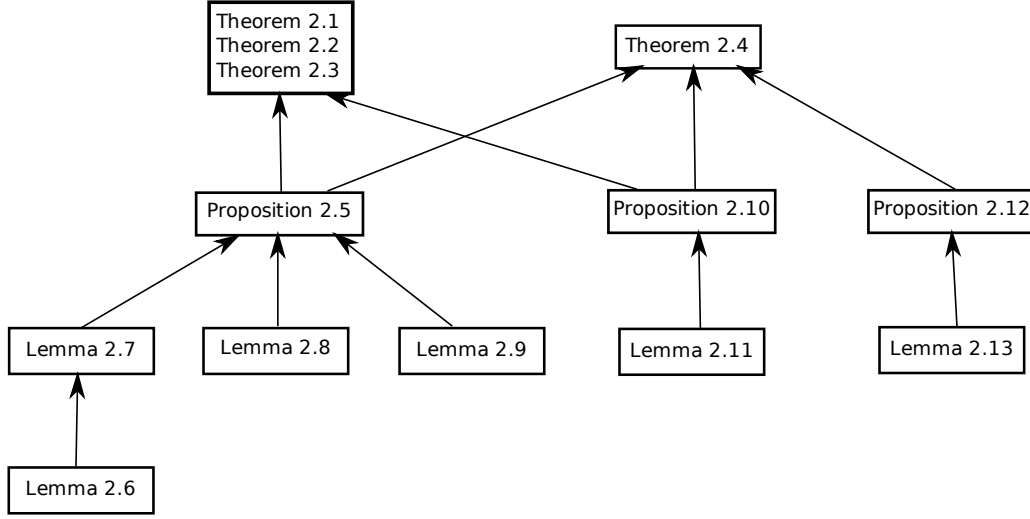 Theorem 2.1
Theorem 2.2
Theorem 2.3
Theorem 2.4
Proposition 2.5
Proposition 2.10
Proposition 2.12
Lemma 2.7
Lemma 2.8
Lemma 2.9
Lemma 2.11
Lemma 2.13
Lemma 2.6